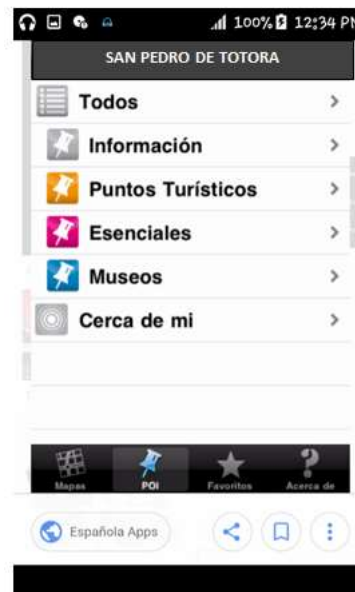 100% 12:34 PM
SAN PEDRO DE TOTORA
Todos
Información
Puntos Turísticos
Esenciales
Museos
Cerca de mi
Mapas POI Favoritos Acerca de
Española Apps